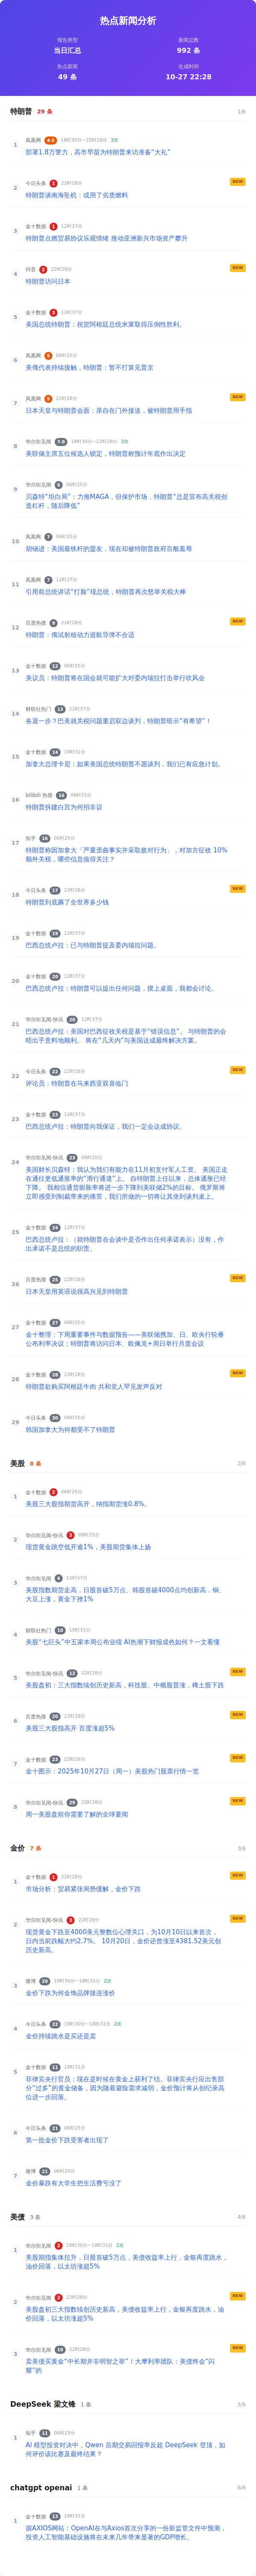 热点新闻分析
报告类型
新闻总数
当日汇总
992 条
热点新闻
生成时间
49 条
10-27 22:28
特朗普 29 条 1/6
1 凤凰网 4-5 18时30分~22时28分 3次
部署1.8万警力，高市早苗为特朗普来访准备“大礼”
2 今日头条 1 22时28分 NEW
特朗普谈南海坠机：或用了劣质燃料
3 金十数据 1 12时37分
特朗普点燃贸易协议乐观情绪 推动亚洲新兴市场资产攀升
4 抖音 2 22时28分 NEW
特朗普访问日本
5 金十数据 3 12时37分
美国总统特朗普：祝贺阿根廷总统米莱取得压倒性胜利。
6 凤凰网 5 06时25分
美俄代表持续接触，特朗普：暂不打算见普京
7 凤凰网 5 22时28分 NEW
日本天皇与特朗普会面：亲自在门外接送，被特朗普用手指
8 华尔街见闻 7-9 18时30分~22时28分 3次
美联储主席五位候选人锁定，特朗普称预计年底作出决定
9 华尔街见闻 6 06时25分
贝森特“坦白局”：力推MAGA，但保护市场，特朗普“总是宣布高关税创
造杠杆，随后降低”
10 凤凰网 7 06时25分
胡锡进：美国最铁杆的盟友，现在却被特朗普政府百般羞辱
11 凤凰网 7 12时37分
引用前总统讲话“打脸”现总统，特朗普再次怒举关税大棒
12 百度热搜 9 22时28分 NEW
特朗普：俄试射核动力巡航导弹不合适
13 金十数据 12 06时25分
美议员：特朗普将在国会就可能扩大对委内瑞拉打击举行吹风会
14 财联社热门 13 12时37分
各退一步？巴美就关税问题重启双边谈判，特朗普暗示“有希望”！
15 金十数据 14 18时31分
加拿大总理卡尼：如果美国总统特朗普不愿谈判，我们已有应急计划。
16 bilibili 热搜 16 06时25分
特朗普拆建白宫为何招非议
17 知乎 16 06时25分
特朗普称因加拿大「严重歪曲事实并采取敌对行为」，对加方征收 10%
额外关税，哪些信息值得关注？
18 今日头条 17 22时28分 NEW
特朗普到底薅了全世界多少钱
19 金十数据 19 12时37分
巴西总统卢拉：已与特朗普提及委内瑞拉问题。
20 金十数据 20 12时37分
巴西总统卢拉：特朗普可以提出任何问题，摆上桌面，我都会讨论。
21 华尔街见闻-快讯 20 12时37分
巴西总统卢拉：美国对巴西征收关税是基于“错误信息”。 与特朗普的会
晤出乎意料地顺利。 将在“几天内”与美国达成最终解决方案。
22 今日头条 22 22时28分 NEW
评论员：特朗普在马来西亚双喜临门
23 金十数据 23 12时37分
巴西总统卢拉：特朗普向我保证，我们一定会达成协议。
24 华尔街见闻-快讯 23 06时25分
美国财长贝森特：我认为我们有能力在11月初支付军人工资。 美国正走
在通往更低通胀率的“滑行通道”上。 自特朗普上任以来，总体通胀已经
下降。 我相信通货膨胀率将进一步下降到美联储2%的目标。 俄罗斯将
立即感受到制裁带来的痛苦，我们所做的一切将让其坐到谈判桌上。
25 金十数据 24 12时37分
巴西总统卢拉：（就特朗普在会谈中是否作出任何承诺表示）没有，作
出承诺不是总统的职责。
26 百度热搜 25 22时28分 NEW
日本天皇用英语说很高兴见到特朗普
27 金十数据 27 06时25分
金十整理：下周重要事件与数据预告——美联储携加、日、欧央行轮番
公布利率决议；特朗普将访问日本、欧佩克+周日举行月度会议
28 金十数据 28 22时28分 NEW
特朗普欲购买阿根廷牛肉 共和党人罕见发声反对
29 今日头条 30 06时25分
韩国加拿大为何都受不了特朗普
美股 8 条 2/6
1 金十数据 2 06时25分
美股三大股指期货高开，纳指期货涨0.8%。
2 华尔街见闻-快讯 3 06时25分
现货黄金跳空低开逾1%，美股期货集体上扬
3 华尔街见闻 6 12时37分
美股指数期货走高，日股首破5万点、韩股首破4000点均创新高，铜、
大豆上涨，黄金下挫1%
4 财联社热门 10 18时31分
美股“七巨头”中五家本周公布业绩 AI热潮下财报成色如何？一文看懂
5 华尔街见闻-快讯 12 22时28分 NEW
美股盘初：三大指数续创历史新高，科技股、中概股普涨，稀土股下跌
6 百度热搜 20 22时28分 NEW
美股三大股指高开 百度涨超5%
7 金十数据 23 22时28分 NEW
金十图示：2025年10月27日（周一）美股热门股票行情一览
8 华尔街见闻-快讯 29 22时28分 NEW
周一美股盘前你需要了解的全球要闻
金价 7 条 3/6
1 金十数据 1 22时28分 NEW
市场分析：贸易紧张局势缓解，金价下跌
2 华尔街见闻-快讯 3 22时28分 NEW
现货黄金下跌至4000美元整数位心理关口，为10月10日以来首次，
日内当前跌幅大约2.7%。 10月20日，金价还曾涨至4381.52美元创
历史新高。
3 微博 20 18时30分~18时31分 2次
金价下跌为何金饰品牌接连涨价
4 今日头条 22 18时30分~18时31分 2次
金价持续跳水是买还是卖
5 金十数据 11 18时31分
菲律宾央行官员：现在是时候在黄金上获利了结。菲律宾央行应出售部
分“过多”的黄金储备，因为随着避险需求减弱，金价预计将从创纪录高
位进一步回落。
6 今日头条 21 06时25分
第一批金价下跌受害者出现了
7 微博 21 06时25分
金价暴跌有大学生把生活费亏没了
美债 3 条 4/6
1 华尔街见闻 2 18时30分~18时31分 2次
美股期指集体拉升，日股首破5万点，美债收益率上行，金银再度跳水，
油价回落，以太坊涨超5%
2 华尔街见闻 2 22时28分 NEW
美股盘初三大指数续创历史新高，美债收益率上行，金银再度跳水，油
价回落，以太坊涨超5%
3 华尔街见闻 10 22时28分 NEW
卖美债买黄金“中长期并非明智之举”！大摩利率团队：美债终会“闪
耀”的
DeepSeek 梁文锋 1 条 5/6
1 知乎 11 06时25分
AI 模型投资对决中，Qwen 后期交易回报率反超 DeepSeek 登顶，如
何评价该比赛及最终结果？
chatgpt openai 1 条 6/6
1 金十数据 13 18时31分
据AXIOS网站：OpenAI在与Axios首次分享的一份新监管文件中预测，
投资人工智能基础设施将在未来几年带来显著的GDP增长。